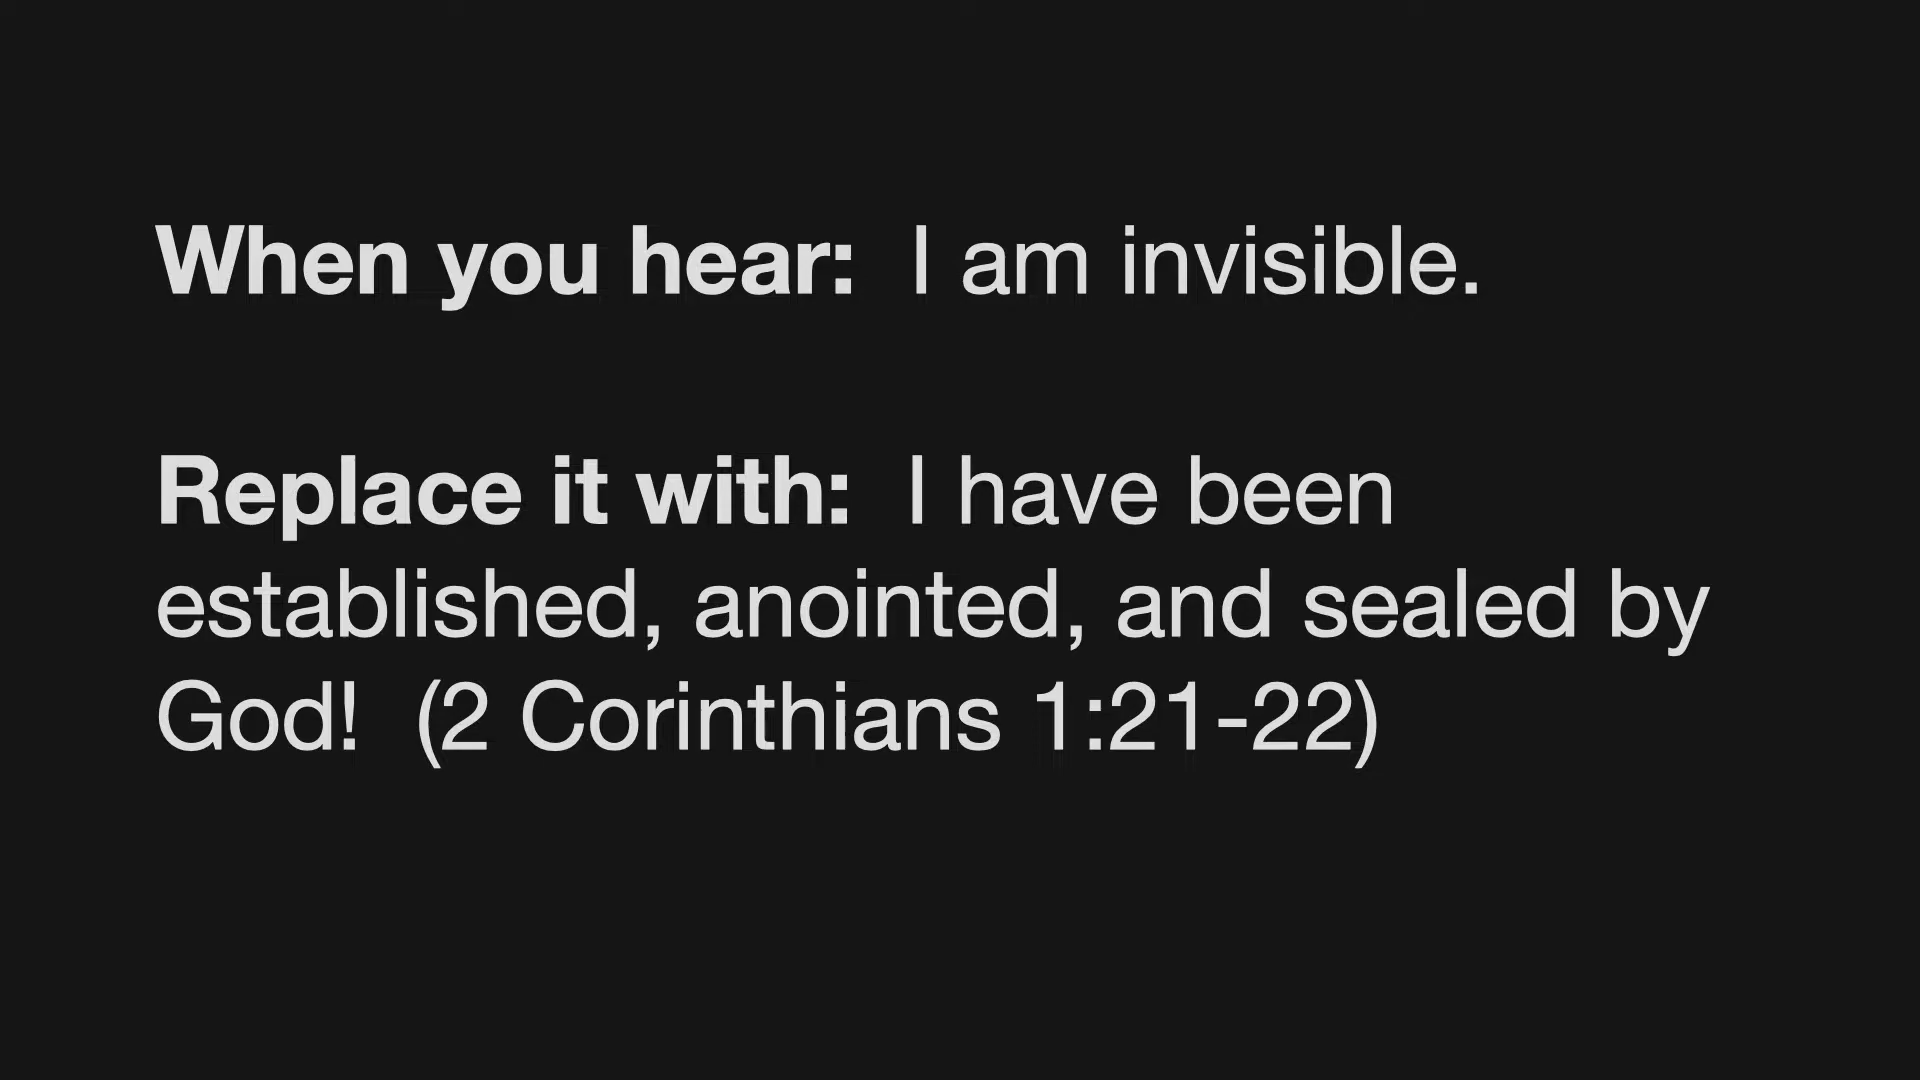 When you hear:  I am invisible.
Replace it with:  I have been
established, anointed, and sealed by
God!  (2 Corinthians 1:21-22)